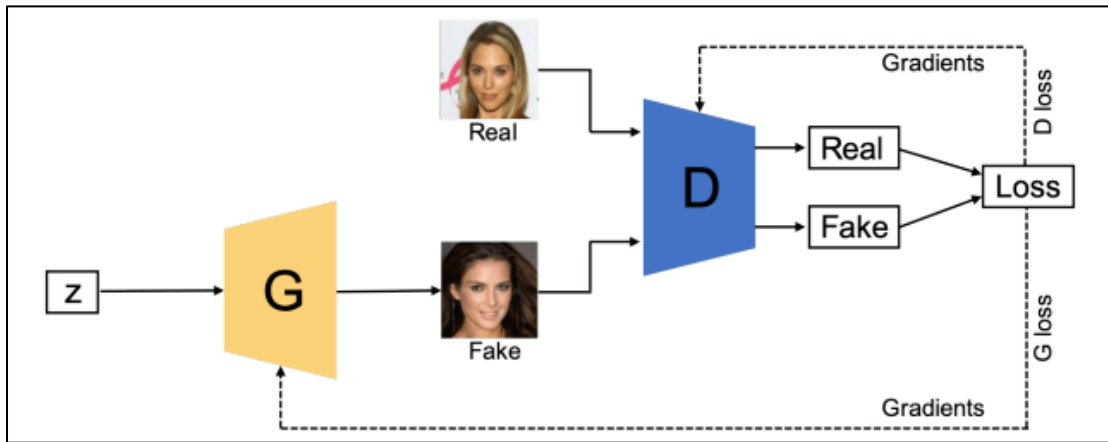 Gradients
D loss
Real
Real
D
Loss
Fake
z
G
Fake
G loss
Gradients